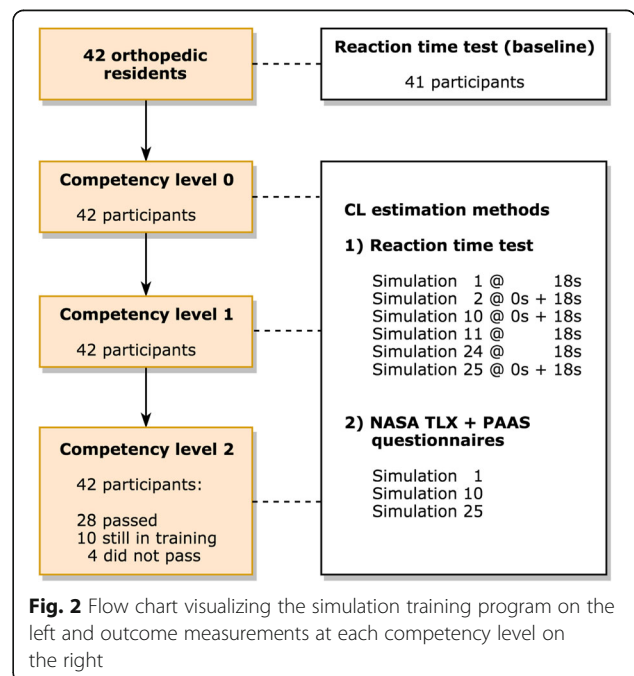 42 orthopedic
residents
Reaction time test (baseline)
41 participants
Competency level 0
42 participants
Competency level 1
42 participants
Competency level 2
42 participants:
28 passed
10 still in training
4 did not pass
CL estimation methods
1) Reaction time test
Simulation 1 @ 18s
Simulation 2 @ 0s + 18s
Simulation 10 @ 0s + 18s
Simulation 11 @ 18s
Simulation 24 @ 18s
Simulation 25 @ 0s + 18s
2) NASA TLX + PAAS
questionnaires
Simulation 1
Simulation 10
Simulation 25
Fig. 2 Flow chart visualizing the simulation training program on the
left and outcome measurements at each competency level on
the right